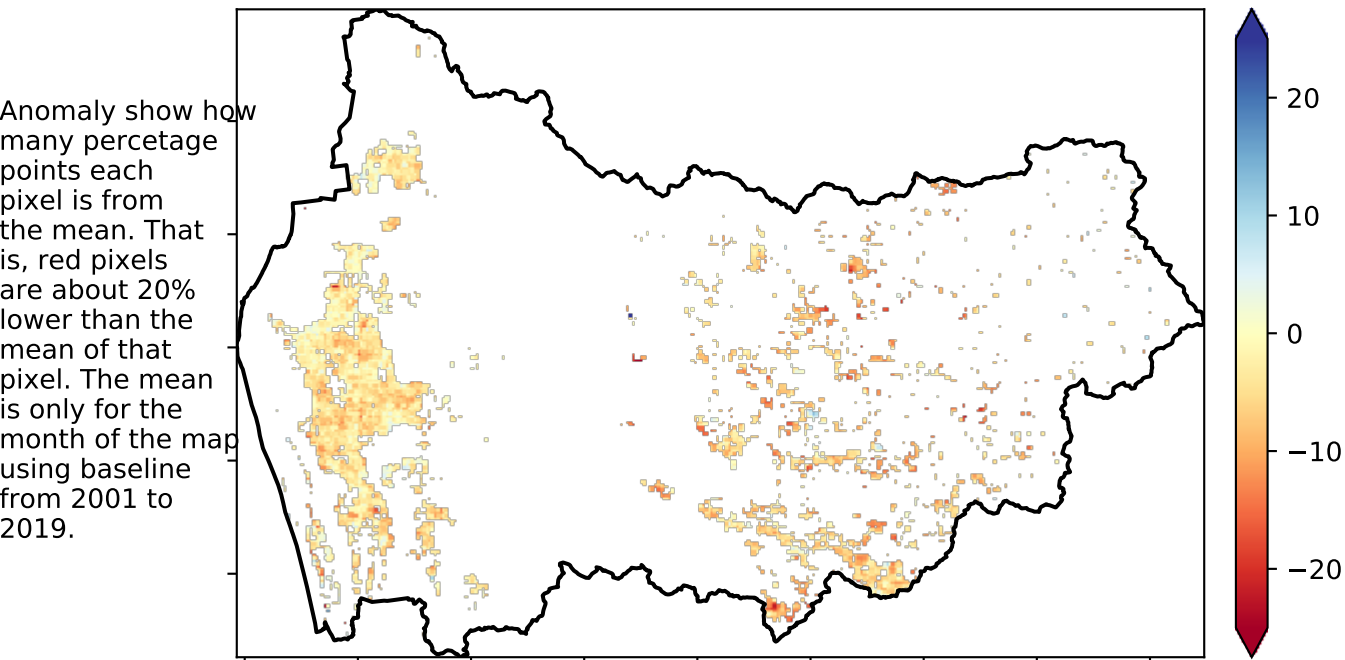 Anomaly show how
many percetage
points each
pixel is from
the mean. That
is, red pixels
are about 20%
lower than the
mean of that
pixel. The mean
is only for the
month of the map
using baseline
from 2001 to
2019.
20
10
0
−10
−20